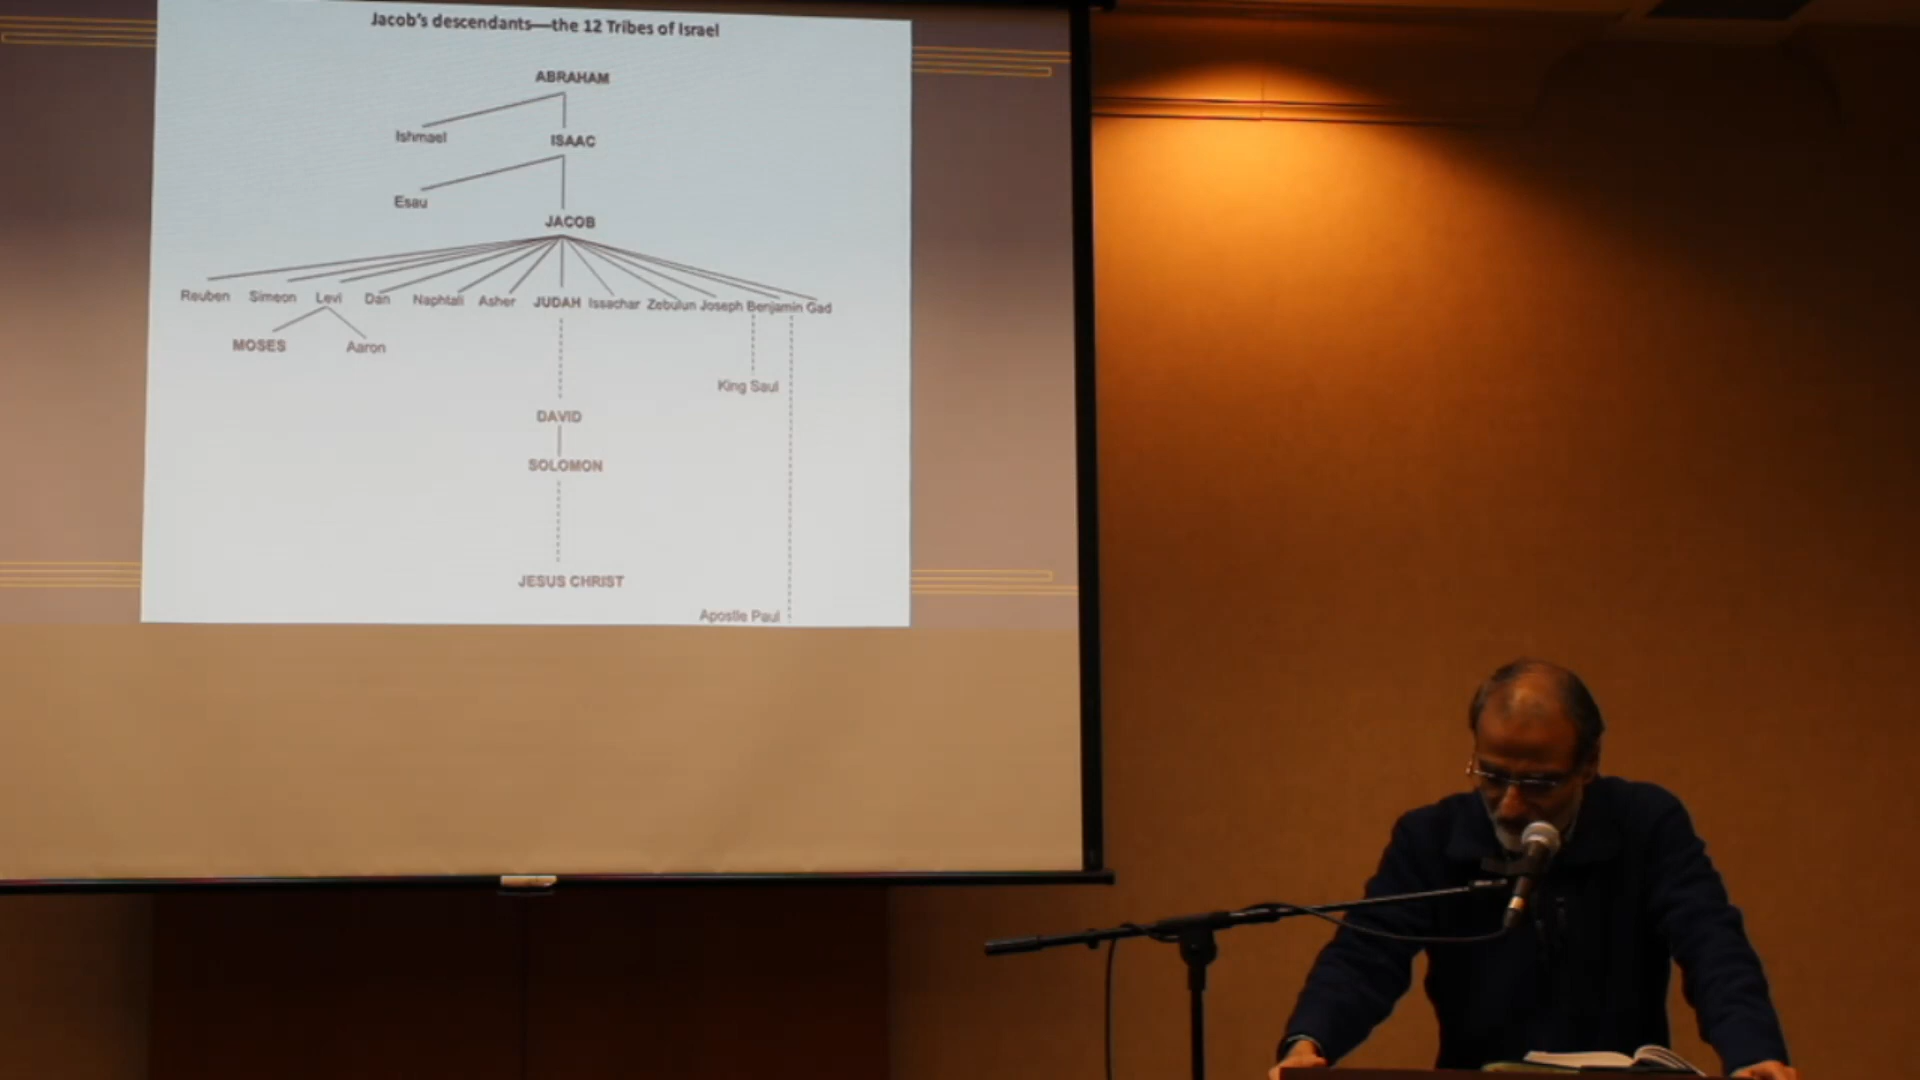 Jacob's descendants—the 12 Tribes of Israel
ABRAHAM
Ishmael ISAAC
Esau
JACOB
Reuben Simeon Levi Dan Naphtali Asher JUDAH Issachar Zebulun Joseph Benjamin Gad
MOSES Aaron
King Saul
DAVID
SOLOMON
JESUS CHRIST
Apostle Paul